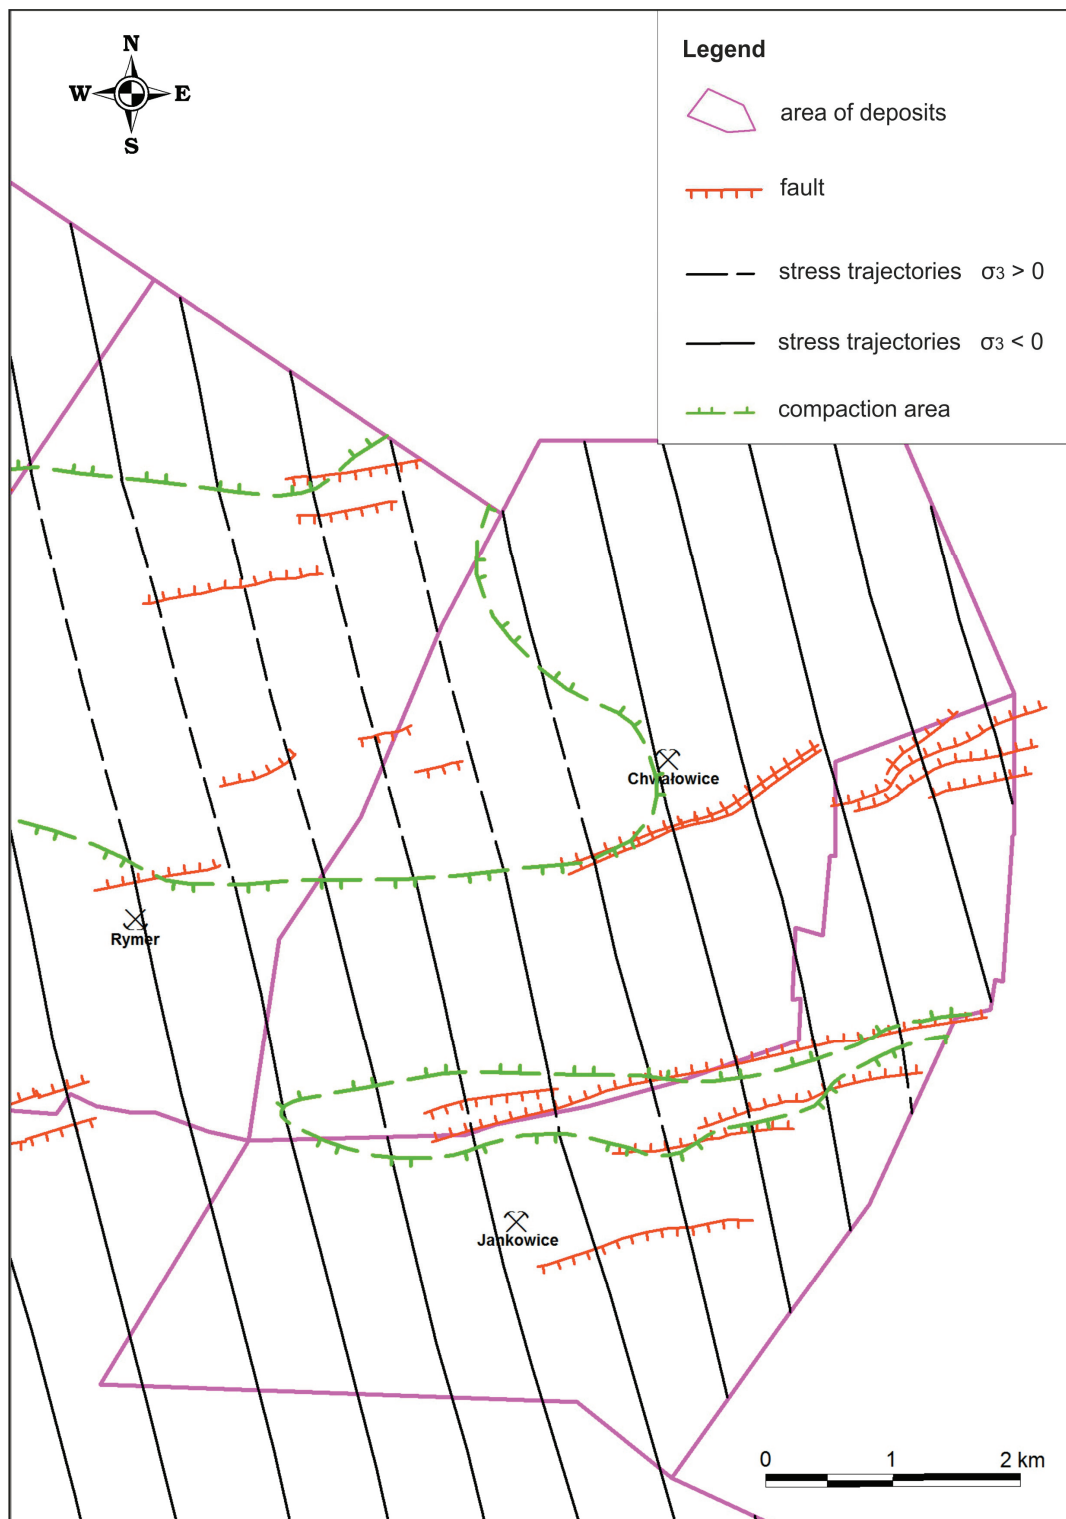 N
W E
S
Legend
area of deposits
fault
stress trajectories σ3 > 0
stress trajectories σ3 < 0
compaction area
Chwałowice
Rymer
Jankowice
0 1 2 km